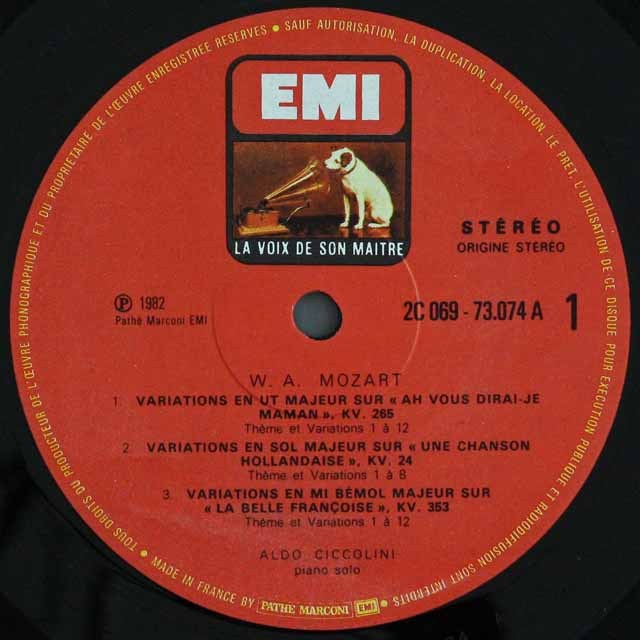 TOUS DROITS DU PRODUCTEUR DE L'ŒUVRE PHONOGRAPHIQUE ET DU PROPRIETAIRE DE L'ŒUVRE ENREGISTREE RESERVES • SAUF AUTORISATION, LA DUPLICATION, LA LOCATION, LE PRET, L'UTILISATION DE CE DISQUE POUR EXECUTION PUBLIQUE ET RADIODIFFUSION SONT INTERDITS
EMI
LA VOIX DE SON MAITRE
STÉRÉO
ORIGINE STEREO
Ⓟ 1982
Pathé Marconi EMI
2C 069 - 73.074 A 1
W. A. MOZART
1. VARIATIONS EN UT MAJEUR SUR « AH VOUS DIRAI-JE
MAMAN », KV. 265
Thème et Variations 1 à 12
2. VARIATIONS EN SOL MAJEUR SUR « UNE CHANSON
HOLLANDAISE », KV. 24
Thème et Variations 1 à 8
3. VARIATIONS EN MI BÉMOL MAJEUR SUR
« LA BELLE FRANÇOISE », KV. 353
Thème et Variations 1 à 12
ALDO CICCOLINI
piano solo
• MADE IN FRANCE BY PATHE MARCONI EMI •